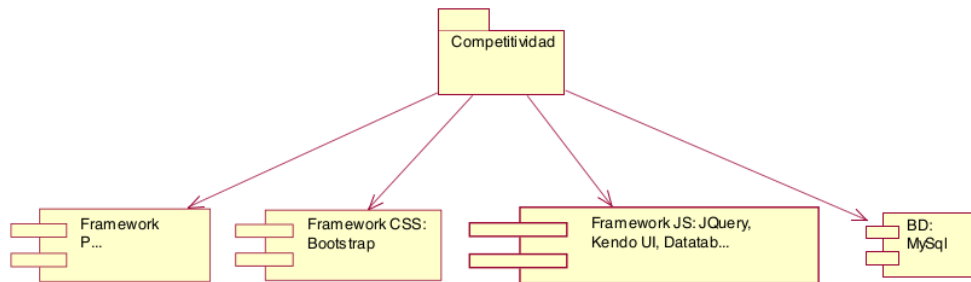 Competitividad
Framework
P...
Framework CSS:
Bootstrap
Framework JS: JQuery,
Kendo UI, Datatab...
BD:
MySql